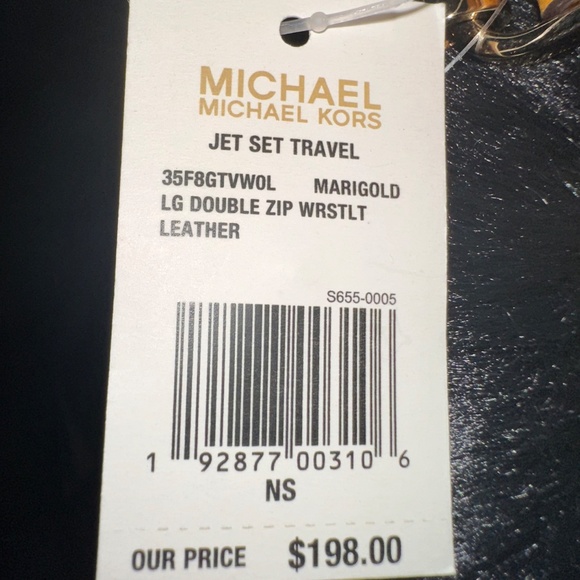 MICHAEL
MICHAEL KORS
JET SET TRAVEL
35F8GTVW0L MARIGOLD
LG DOUBLE ZIP WRSTLT
LEATHER
S655-0005
1 92877 00310 6
NS
OUR PRICE $198.00